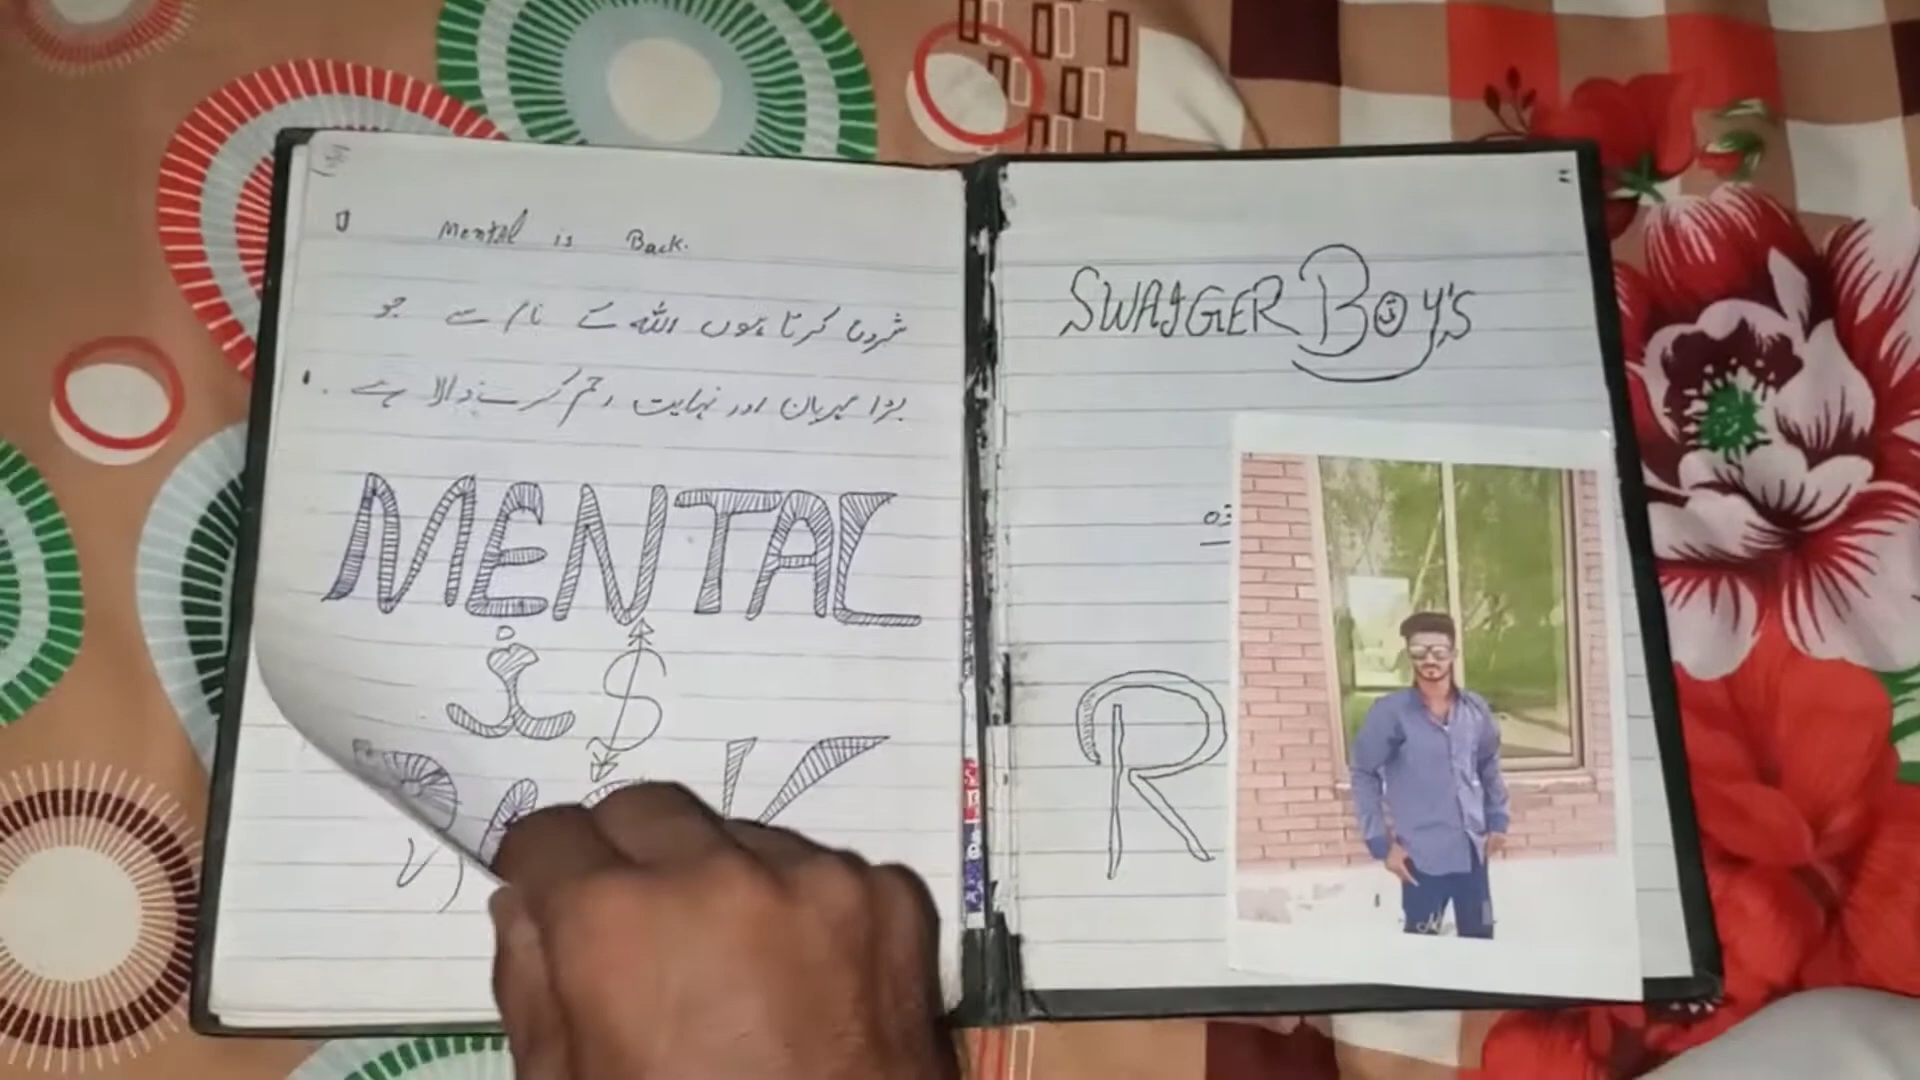 Mental is Back.
شروع کرتا ہوں اللہ کے نام سے جو
بڑا مہربان اور نہایت رحم کرنے والا ہے.
MENTAL
is
SWAGGER BOY'S
R